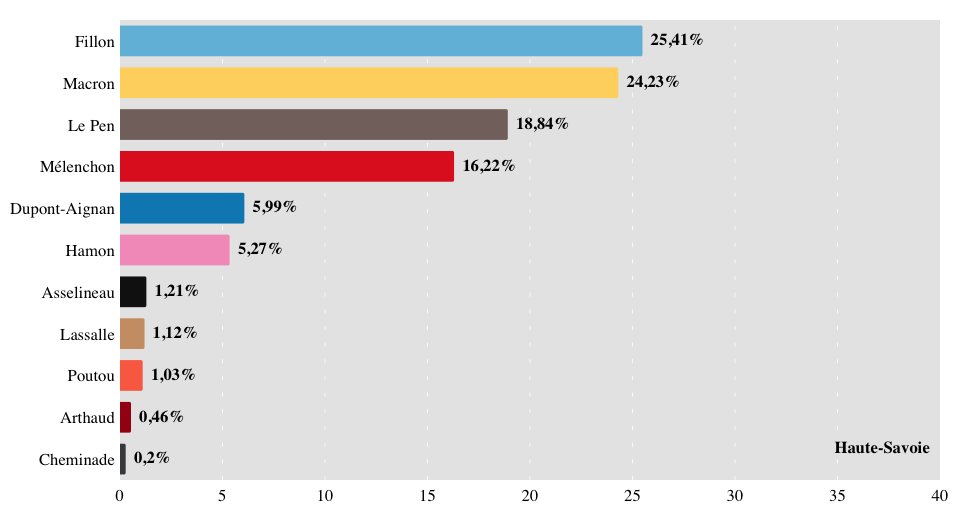 Fillon 25,41%
Macron 24,23%
Le Pen 18,84%
Mélenchon 16,22%
Dupont-Aignan 5,99%
Hamon 5,27%
Asselineau 1,21%
Lassalle 1,12%
Poutou 1,03%
Arthaud 0,46%
Cheminade 0,2%
Haute-Savoie
0 5 10 15 20 25 30 35 40